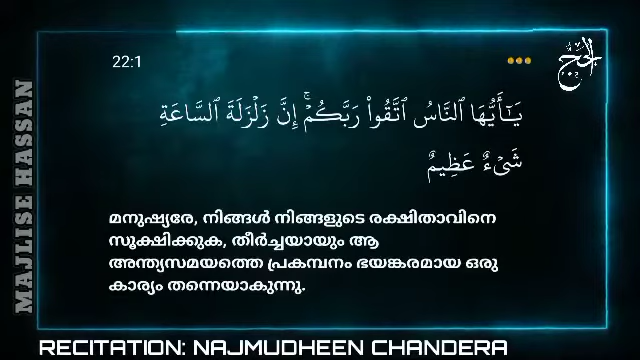 22:1
الحج
يَـٰٓأَيُّهَا ٱلنَّاسُ ٱتَّقُوا۟ رَبَّكُمْ ۚ إِنَّ زَلْزَلَةَ ٱلسَّاعَةِ
شَىْءٌ عَظِيمٌ
മനുഷ്യരേ, നിങ്ങൾ നിങ്ങളുടെ രക്ഷിതാവിനെ
സൂക്ഷിക്കുക, തീർച്ചയായും ആ
അന്ത്യസമയത്തെ പ്രകമ്പനം ഭയങ്കരമായ ഒരു
കാര്യം തന്നെയാകുന്നു.
MAJLISE HASSAN
RECITATION: NAJMUDHEEN CHANDERA